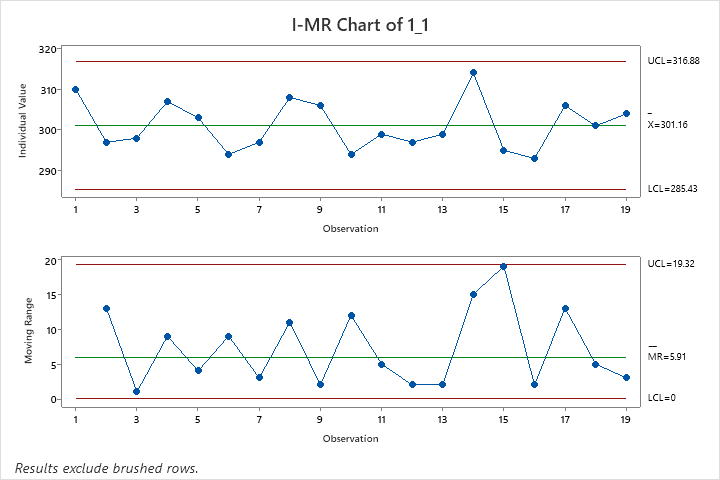 I-MR Chart of 1_1
320
310
300
290
Individual Value
UCL=316.88
_
X=301.16
LCL=285.43
1 3 5 7 9 11 13 15 17 19
Observation
20
15
10
5
0
Moving Range
UCL=19.32
__
MR=5.91
LCL=0
1 3 5 7 9 11 13 15 17 19
Observation
Results exclude brushed rows.